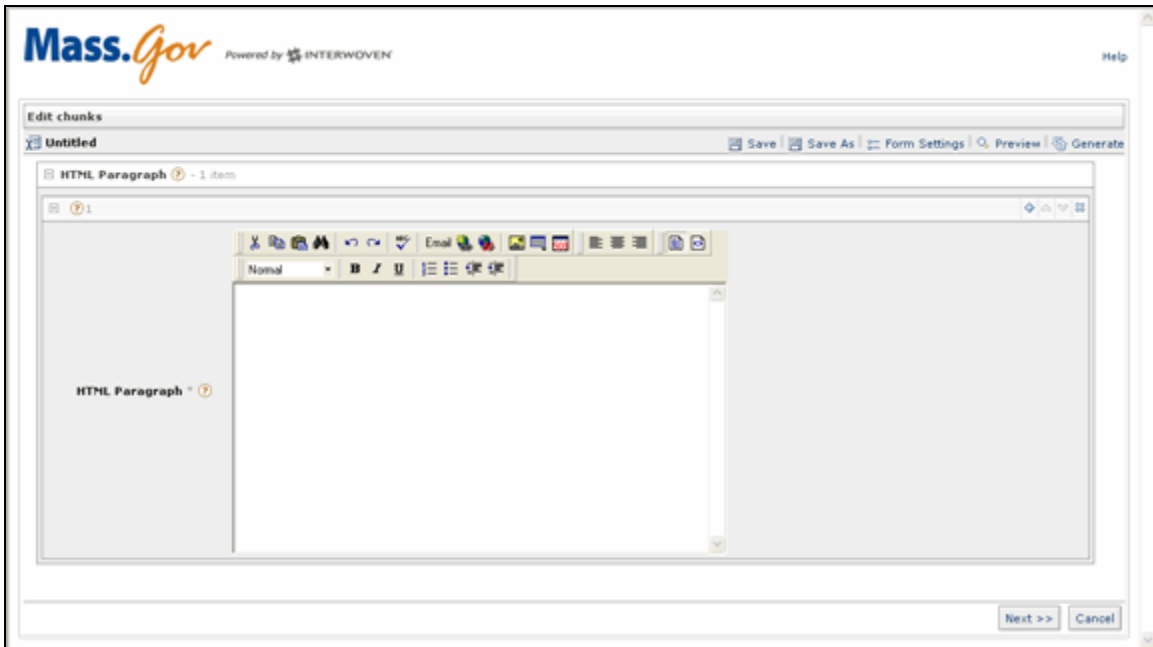 Mass.Gov Powered by INTERWOVEN
Help
Edit chunks
Untitled Save Save As Form Settings Preview Generate
HTML Paragraph ? - 1 item
? 1
Email
Normal B I U
HTML Paragraph * ?
Next >> Cancel